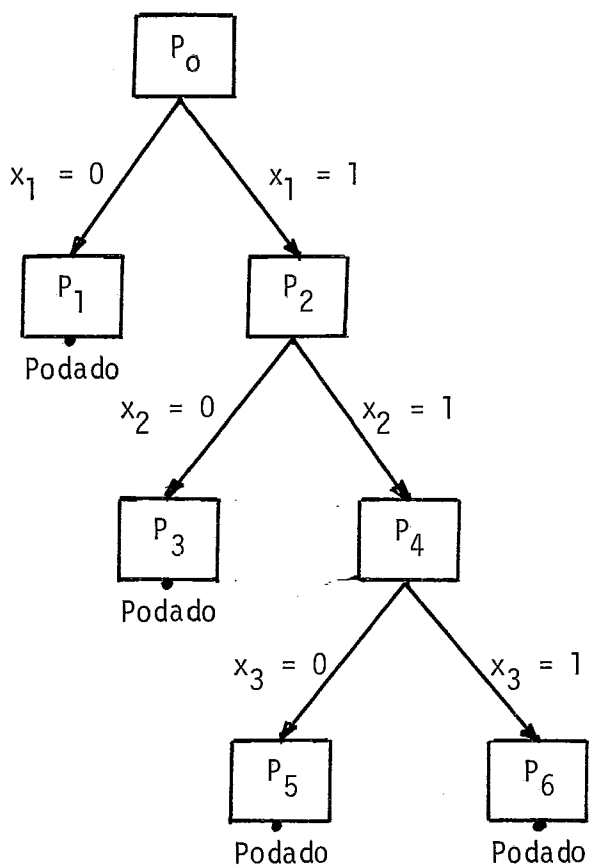 P₀
x₁ = 0
x₁ = 1
P₁
P₂
Podado
x₂ = 0
x₂ = 1
P₃
P₄
Podado
x₃ = 0
x₃ = 1
P₅
P₆
Podado
Podado